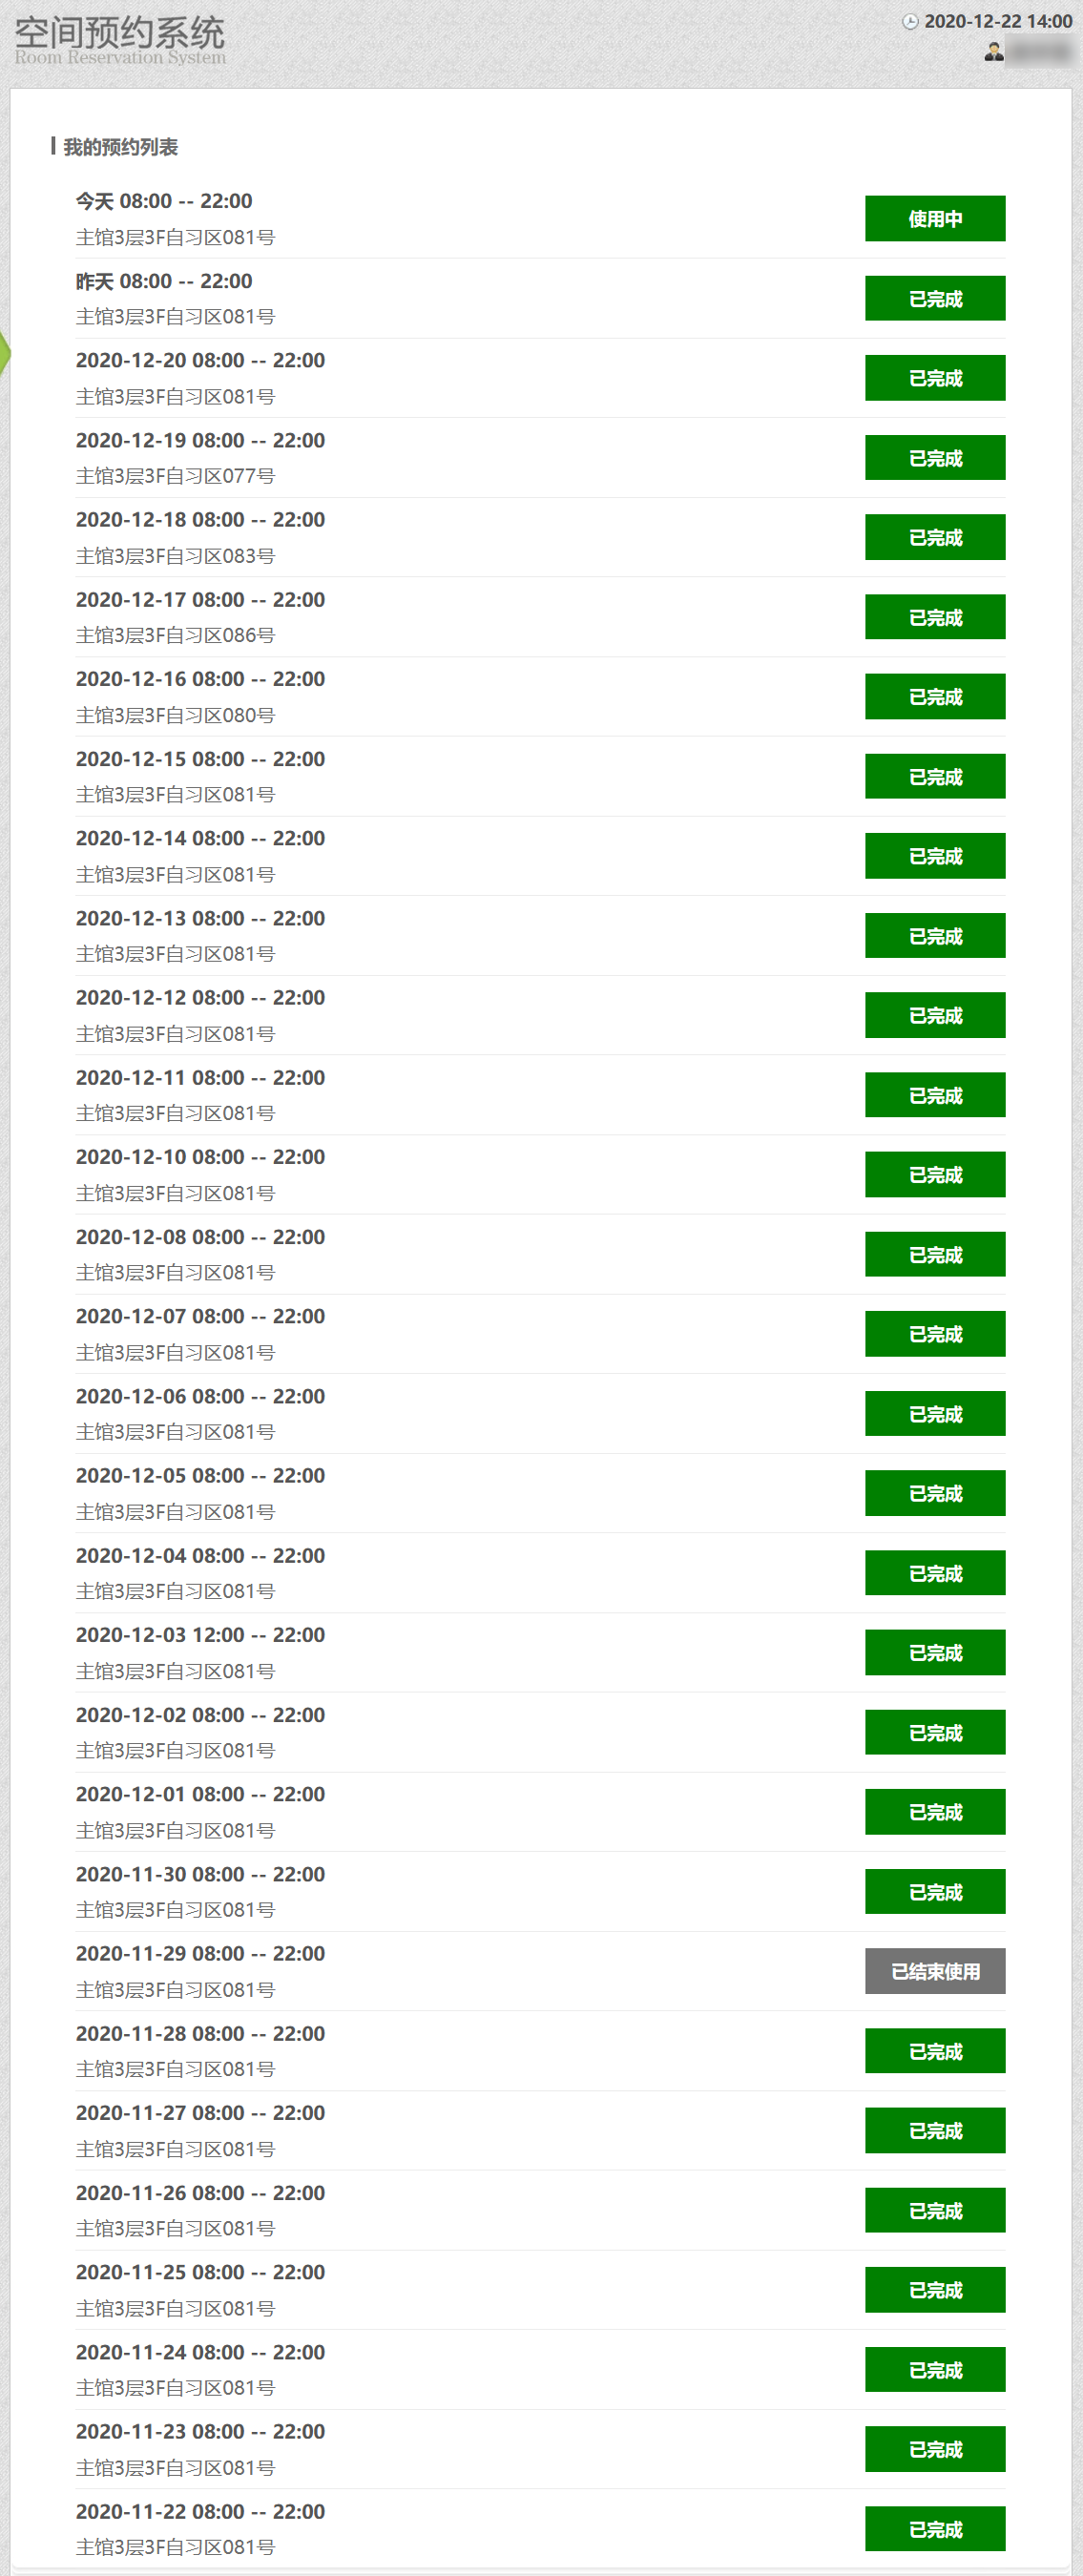 空间预约系统
Room Reservation System
2020-12-22 14:00
我的预约列表
今天 08:00 -- 22:00
主馆3层3F自习区081号
使用中
昨天 08:00 -- 22:00
主馆3层3F自习区081号
已完成
2020-12-20 08:00 -- 22:00
主馆3层3F自习区081号
已完成
2020-12-19 08:00 -- 22:00
主馆3层3F自习区077号
已完成
2020-12-18 08:00 -- 22:00
主馆3层3F自习区083号
已完成
2020-12-17 08:00 -- 22:00
主馆3层3F自习区086号
已完成
2020-12-16 08:00 -- 22:00
主馆3层3F自习区080号
已完成
2020-12-15 08:00 -- 22:00
主馆3层3F自习区081号
已完成
2020-12-14 08:00 -- 22:00
主馆3层3F自习区081号
已完成
2020-12-13 08:00 -- 22:00
主馆3层3F自习区081号
已完成
2020-12-12 08:00 -- 22:00
主馆3层3F自习区081号
已完成
2020-12-11 08:00 -- 22:00
主馆3层3F自习区081号
已完成
2020-12-10 08:00 -- 22:00
主馆3层3F自习区081号
已完成
2020-12-08 08:00 -- 22:00
主馆3层3F自习区081号
已完成
2020-12-07 08:00 -- 22:00
主馆3层3F自习区081号
已完成
2020-12-06 08:00 -- 22:00
主馆3层3F自习区081号
已完成
2020-12-05 08:00 -- 22:00
主馆3层3F自习区081号
已完成
2020-12-04 08:00 -- 22:00
主馆3层3F自习区081号
已完成
2020-12-03 12:00 -- 22:00
主馆3层3F自习区081号
已完成
2020-12-02 08:00 -- 22:00
主馆3层3F自习区081号
已完成
2020-12-01 08:00 -- 22:00
主馆3层3F自习区081号
已完成
2020-11-30 08:00 -- 22:00
主馆3层3F自习区081号
已完成
2020-11-29 08:00 -- 22:00
主馆3层3F自习区081号
已结束使用
2020-11-28 08:00 -- 22:00
主馆3层3F自习区081号
已完成
2020-11-27 08:00 -- 22:00
主馆3层3F自习区081号
已完成
2020-11-26 08:00 -- 22:00
主馆3层3F自习区081号
已完成
2020-11-25 08:00 -- 22:00
主馆3层3F自习区081号
已完成
2020-11-24 08:00 -- 22:00
主馆3层3F自习区081号
已完成
2020-11-23 08:00 -- 22:00
主馆3层3F自习区081号
已完成
2020-11-22 08:00 -- 22:00
主馆3层3F自习区081号
已完成